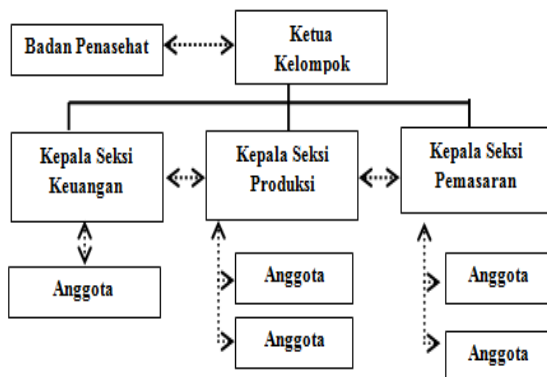 Badan Penasehat
Ketua
Kelompok
Kepala Seksi
Keuangan
Kepala Seksi
Produksi
Kepala Seksi
Pemasaran
Anggota
Anggota
Anggota
Anggota
Anggota